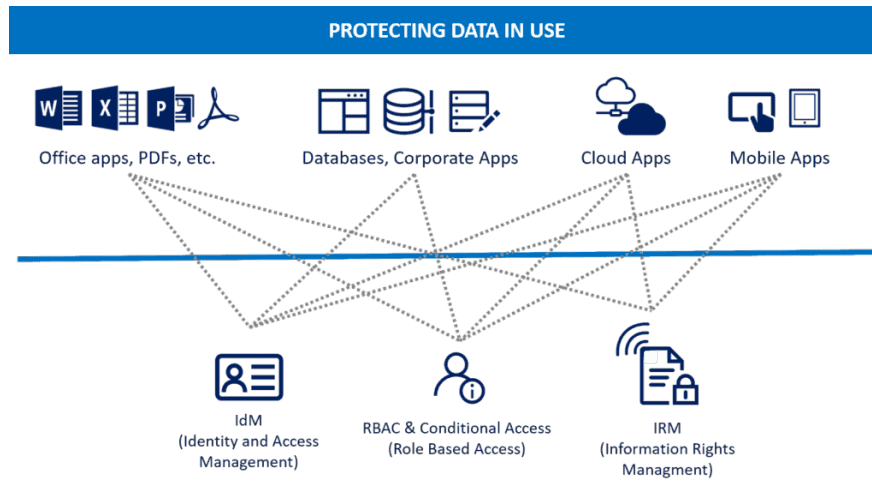 PROTECTING DATA IN USE
W X P
Office apps, PDFs, etc.
Databases, Corporate Apps
Cloud Apps
Mobile Apps
IdM
(Identity and Access
Management)
RBAC & Conditional Access
(Role Based Access)
IRM
(Information Rights
Managment)